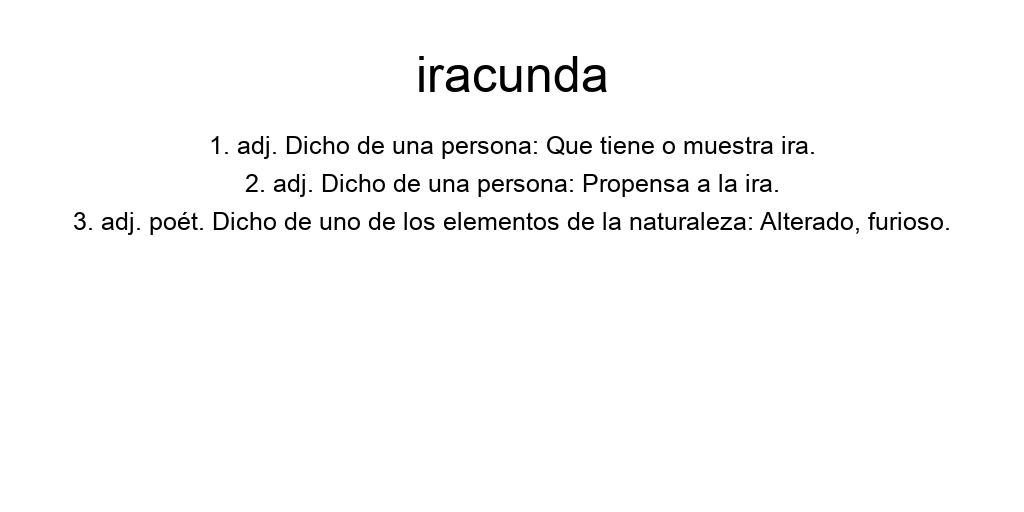 iracunda
1. adj. Dicho de una persona: Que tiene o muestra ira.
2. adj. Dicho de una persona: Propensa a la ira.
3. adj. poét. Dicho de uno de los elementos de la naturaleza: Alterado, furioso.